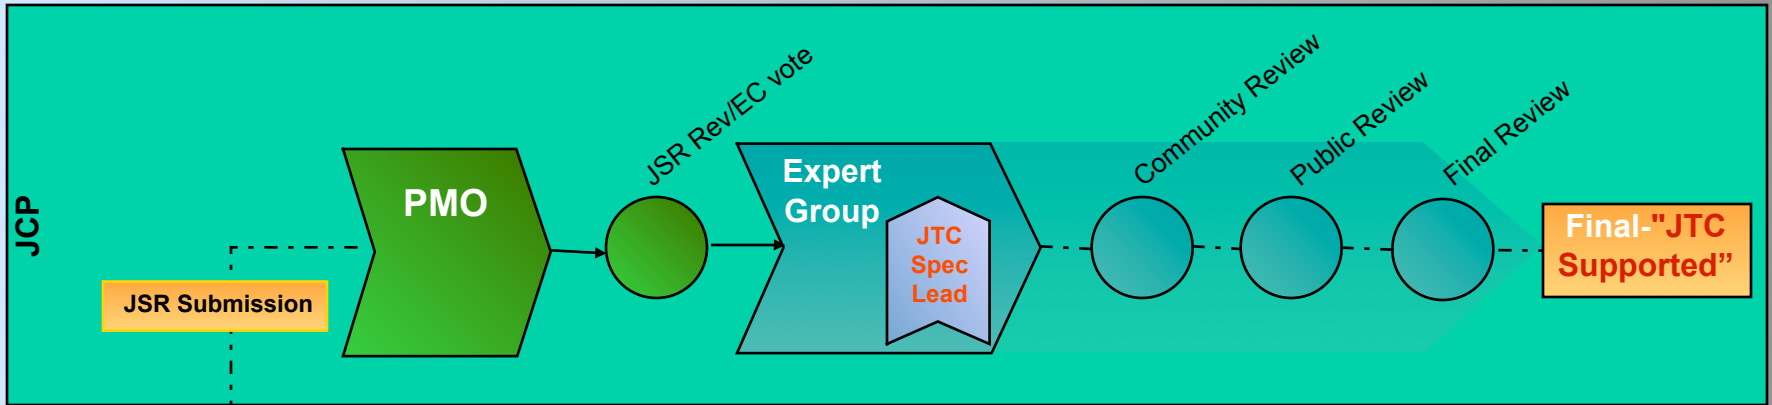 JCP
JSR Submission
PMO
JSR Rev/EC vote
Expert
Group
JTC
Spec
Lead
Community Review
Public Review
Final Review
Final-"JTC
Supported”